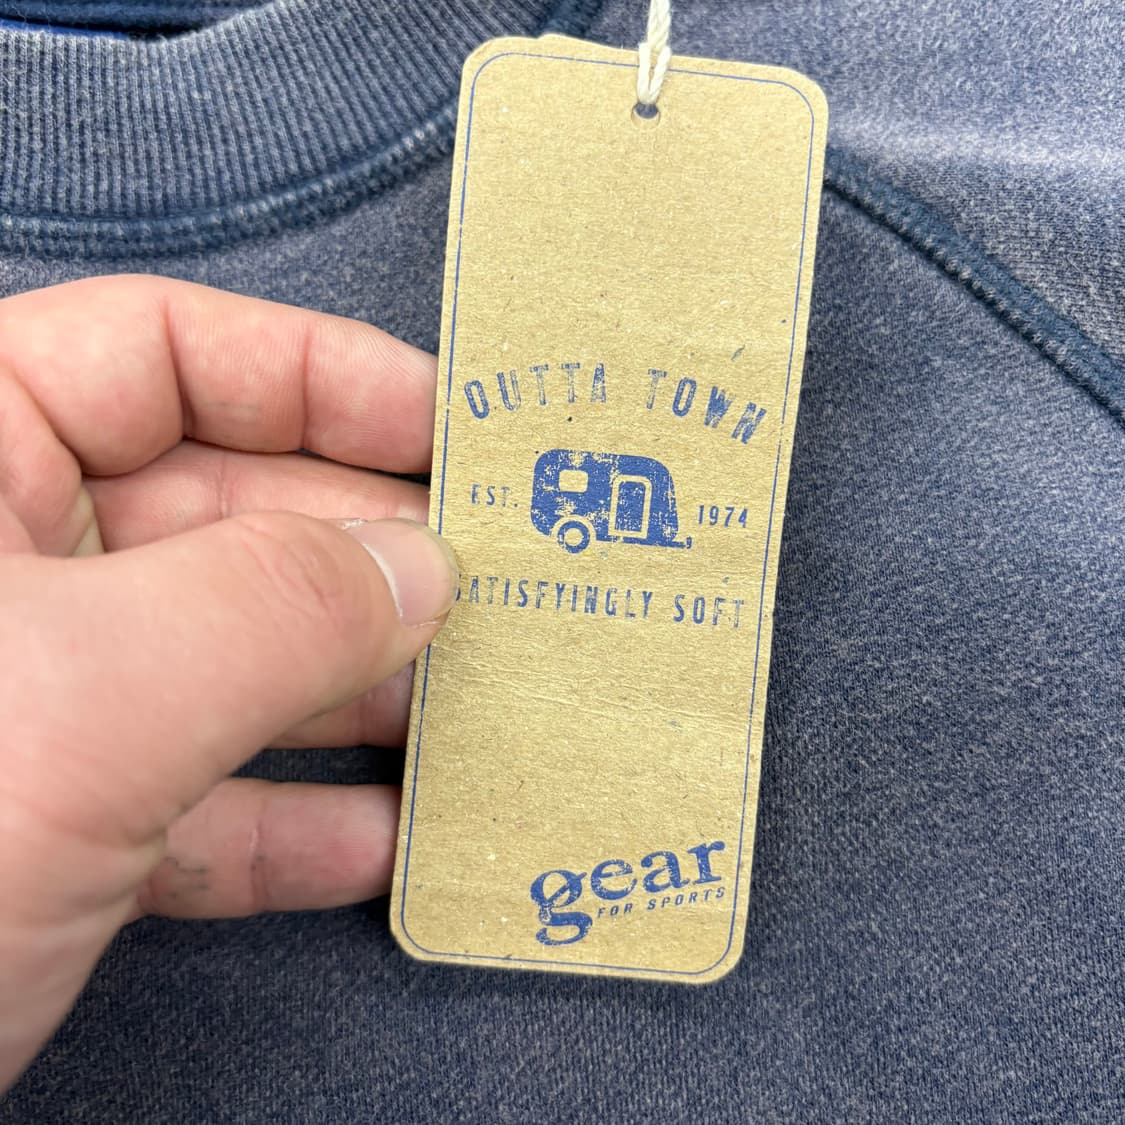 OUTTA TOWN
EST. 1974
SATISFYINGLY SOFT
gear
FOR SPORTS